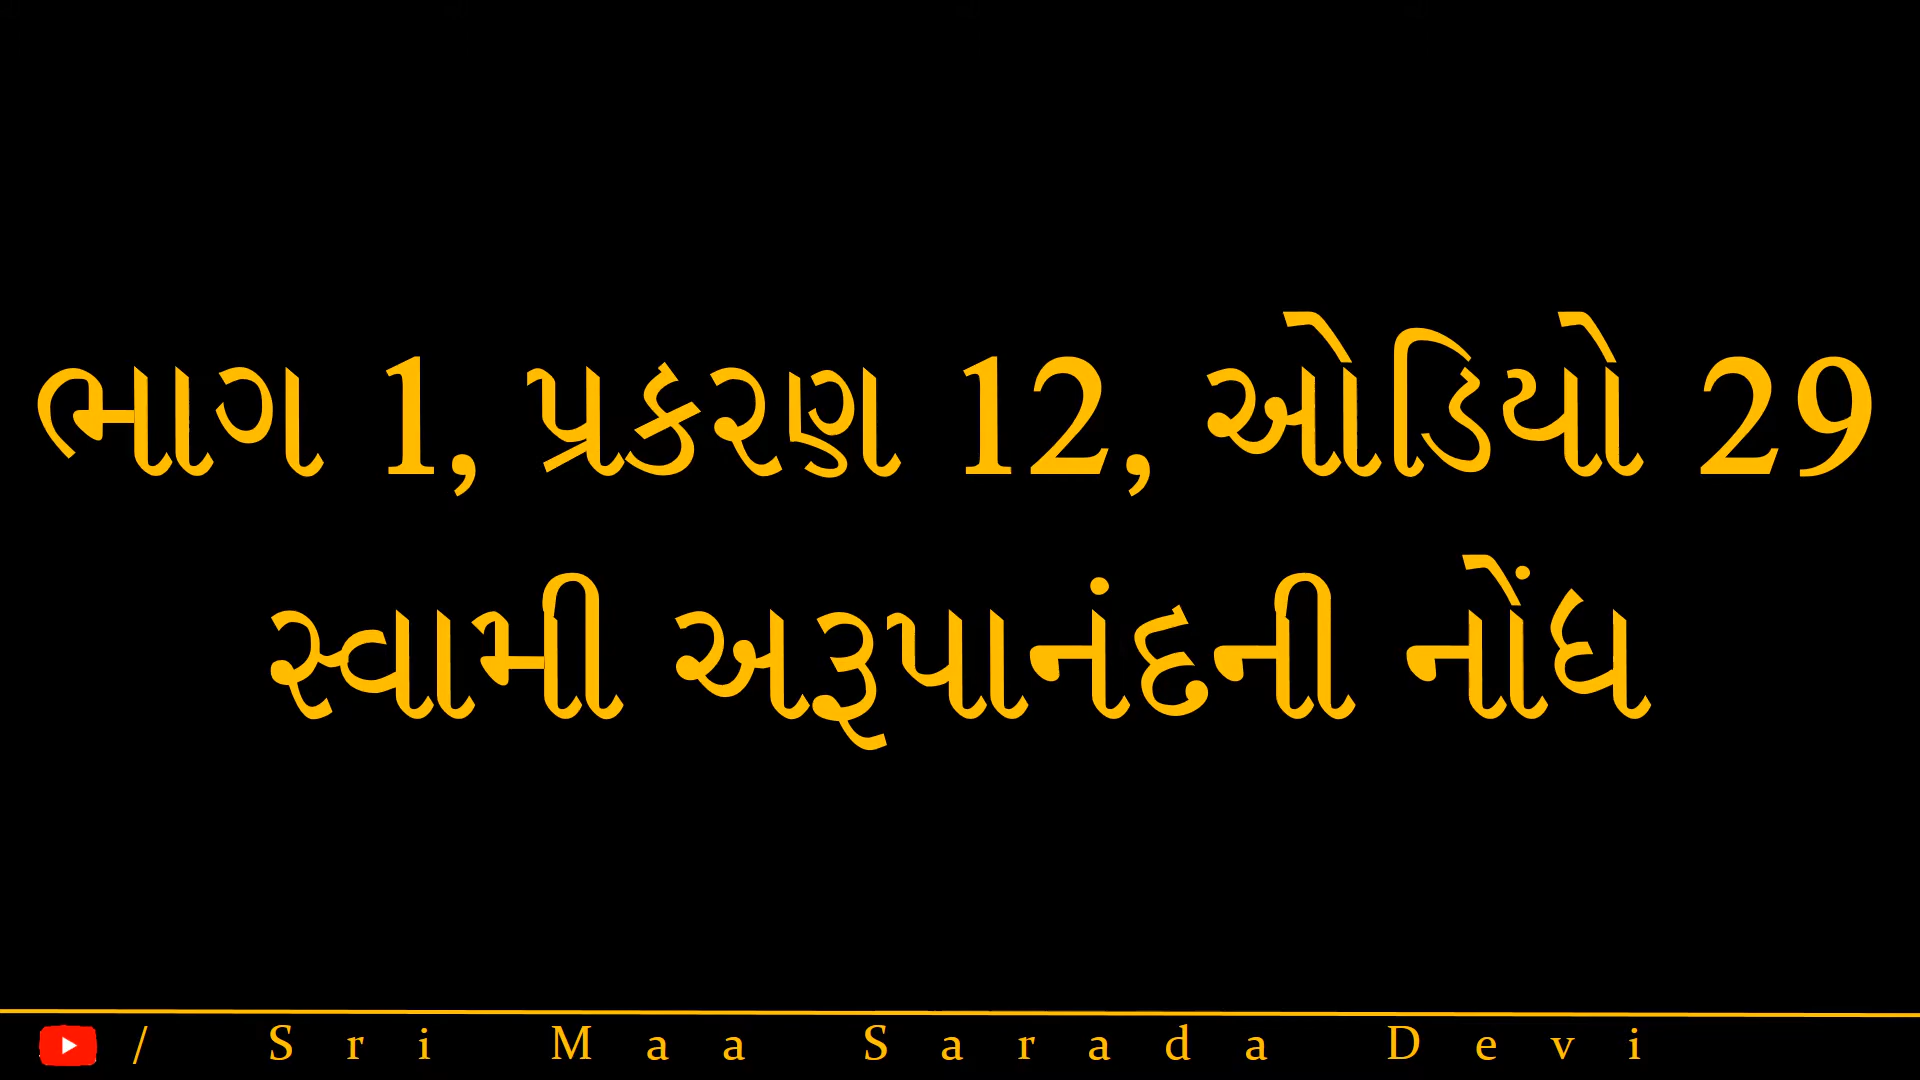 ભાગ 1, પ્રકરણ 12, ઓડિયો 29
સ્વામી અરૂપાનંદની નોંધ
/ Sri Maa Sarada Devi